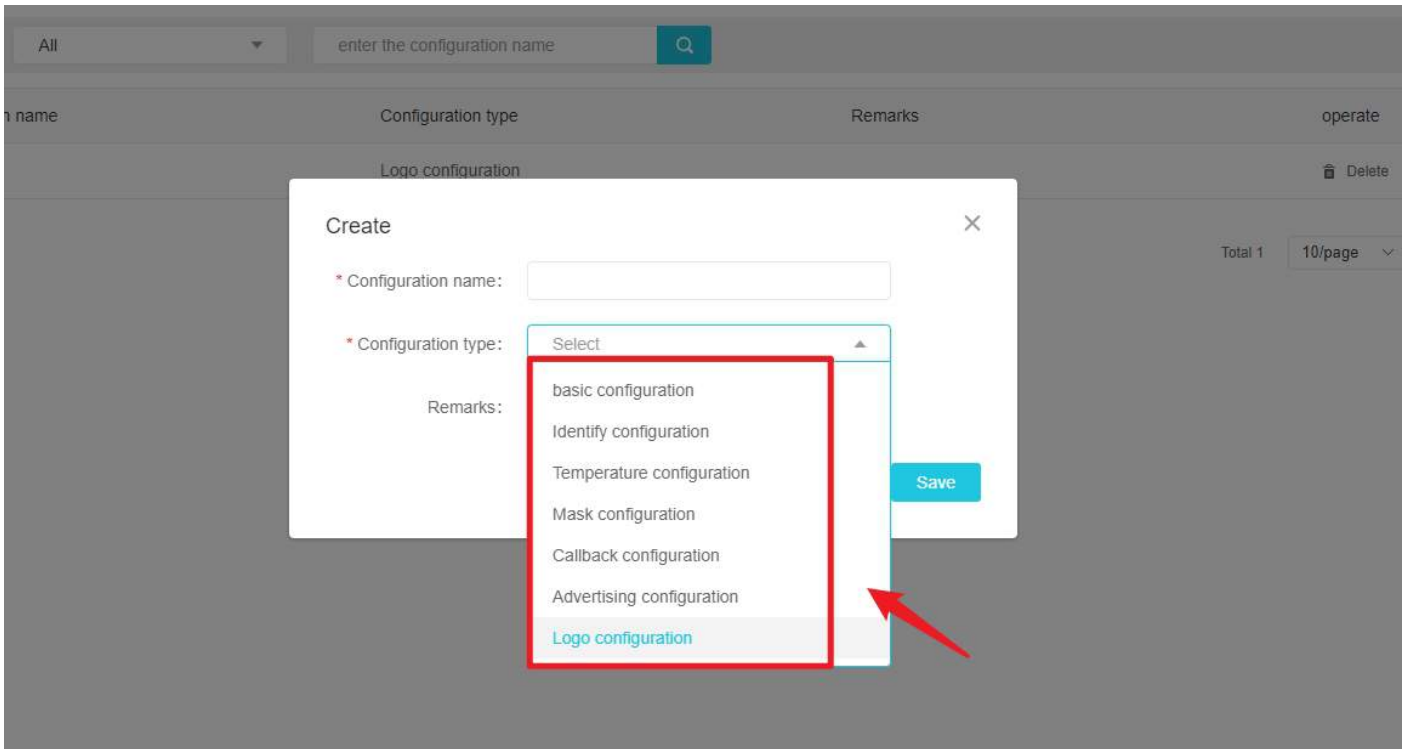 All enter the configuration name
n name Configuration type Remarks operate
Logo configuration Delete
Total 1 10/page
Create
* Configuration name:
* Configuration type: Select
Remarks:
basic configuration
Identify configuration
Temperature configuration
Mask configuration
Callback configuration
Advertising configuration
Logo configuration
Save